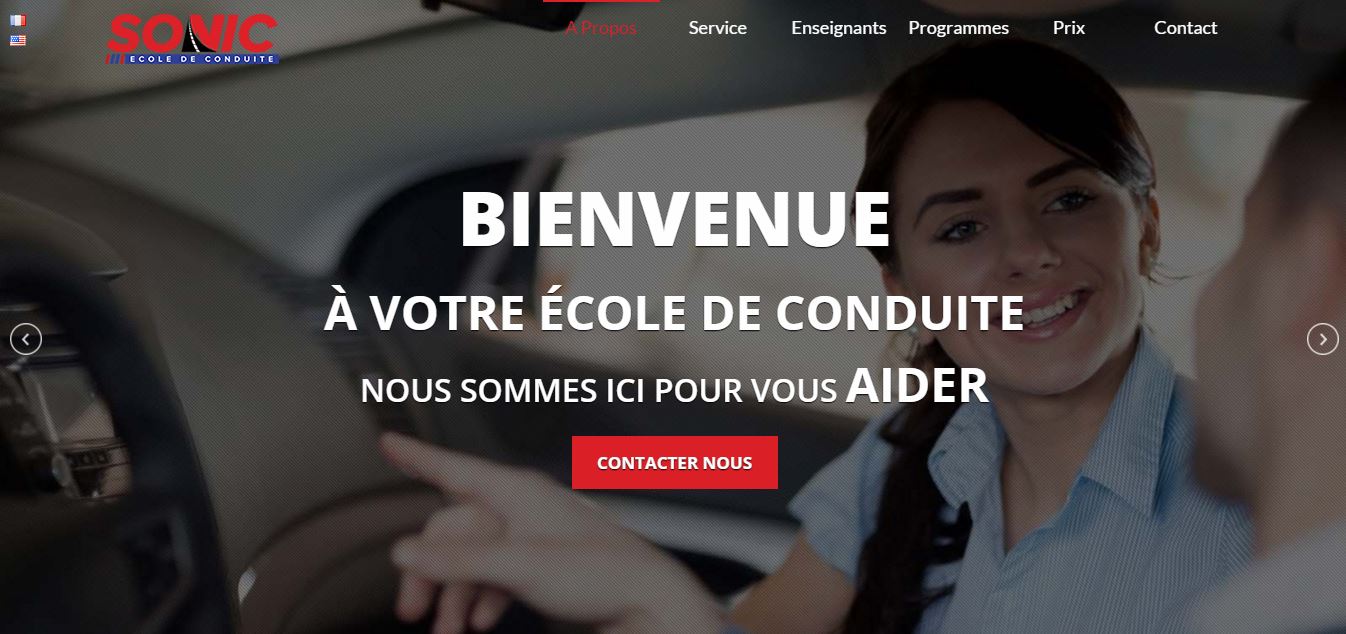 SONIC
ECOLE DE CONDUITE
A Propos Service Enseignants Programmes Prix Contact
BIENVENUE
À VOTRE ÉCOLE DE CONDUITE
NOUS SOMMES ICI POUR VOUS AIDER
CONTACTER NOUS